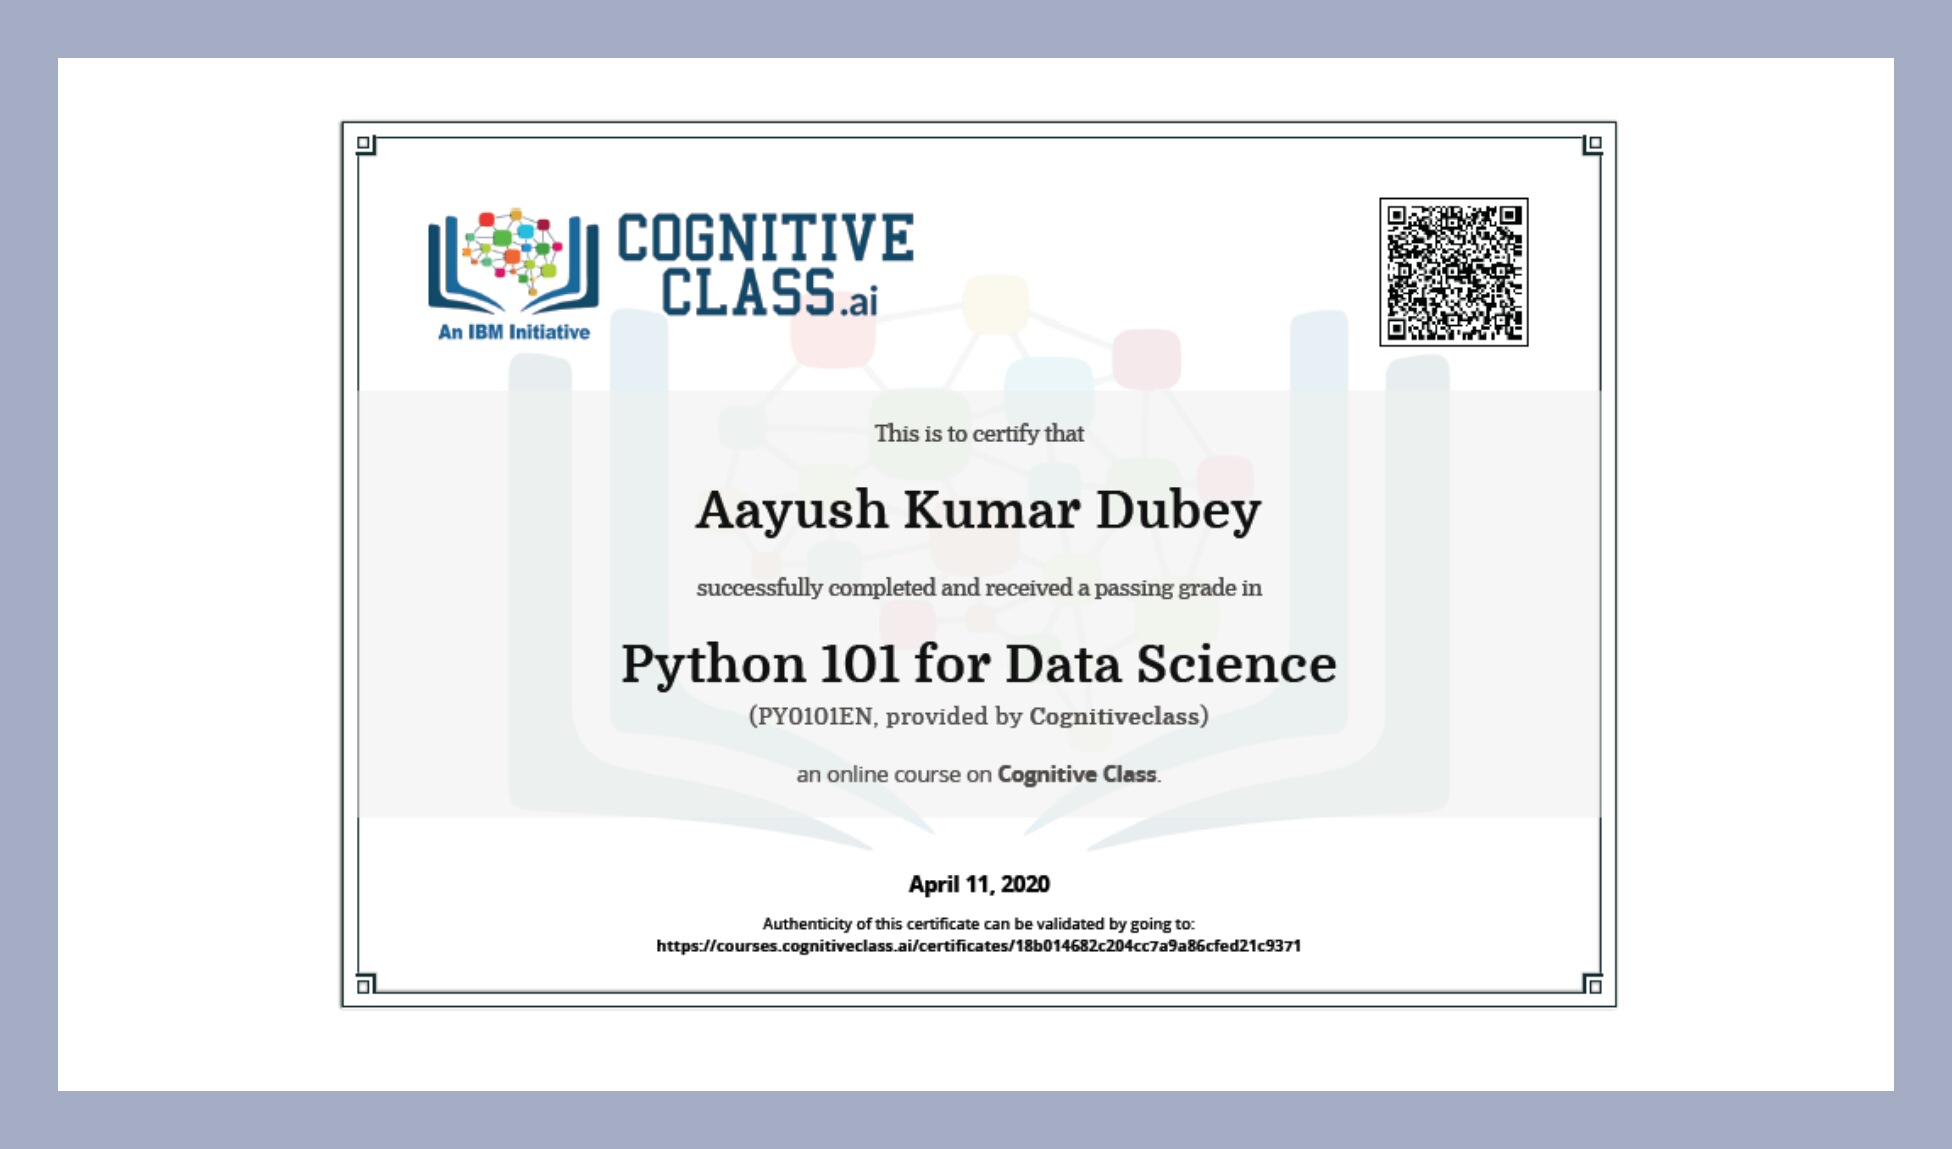 COGNITIVE
CLASS.ai
An IBM Initiative
This is to certify that
Aayush Kumar Dubey
successfully completed and received a passing grade in
Python 101 for Data Science
(PY0101EN, provided by Cognitiveclass)
an online course on Cognitive Class.
April 11, 2020
Authenticity of this certificate can be validated by going to:
https://courses.cognitiveclass.ai/certificates/18b014682c204cc7a9a86cfed21c9371